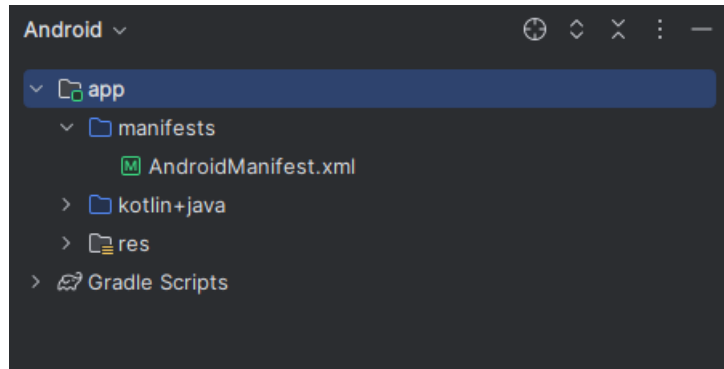 Android
app
manifests
M AndroidManifest.xml
kotlin+java
res
Gradle Scripts